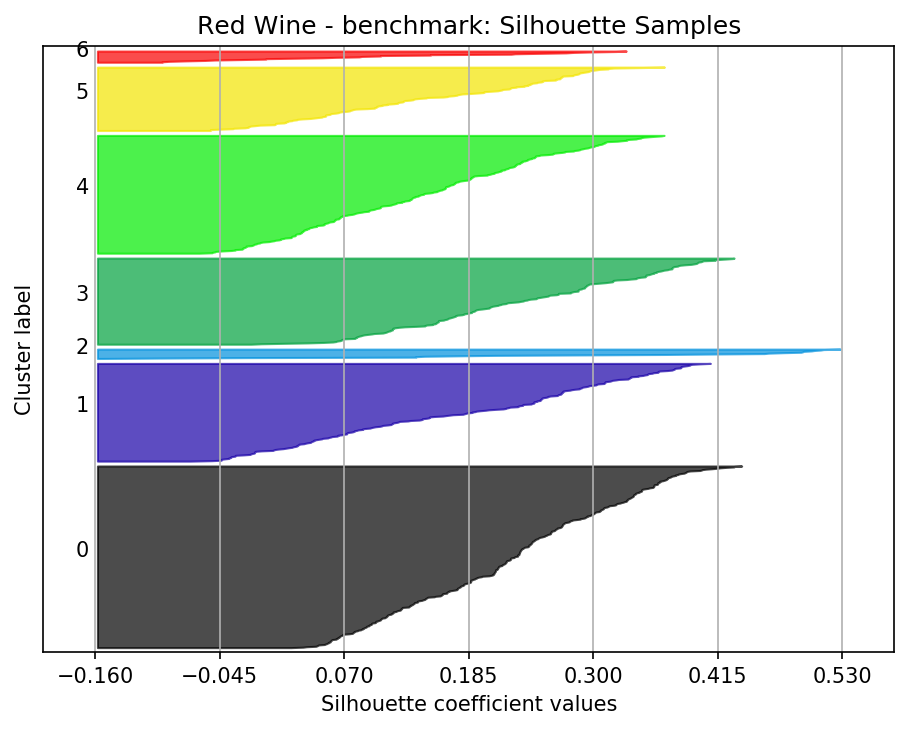 Red Wine - benchmark: Silhouette Samples
6
5
4
3
2
1
0
Cluster label
−0.160 −0.045 0.070 0.185 0.300 0.415 0.530
Silhouette coefficient values